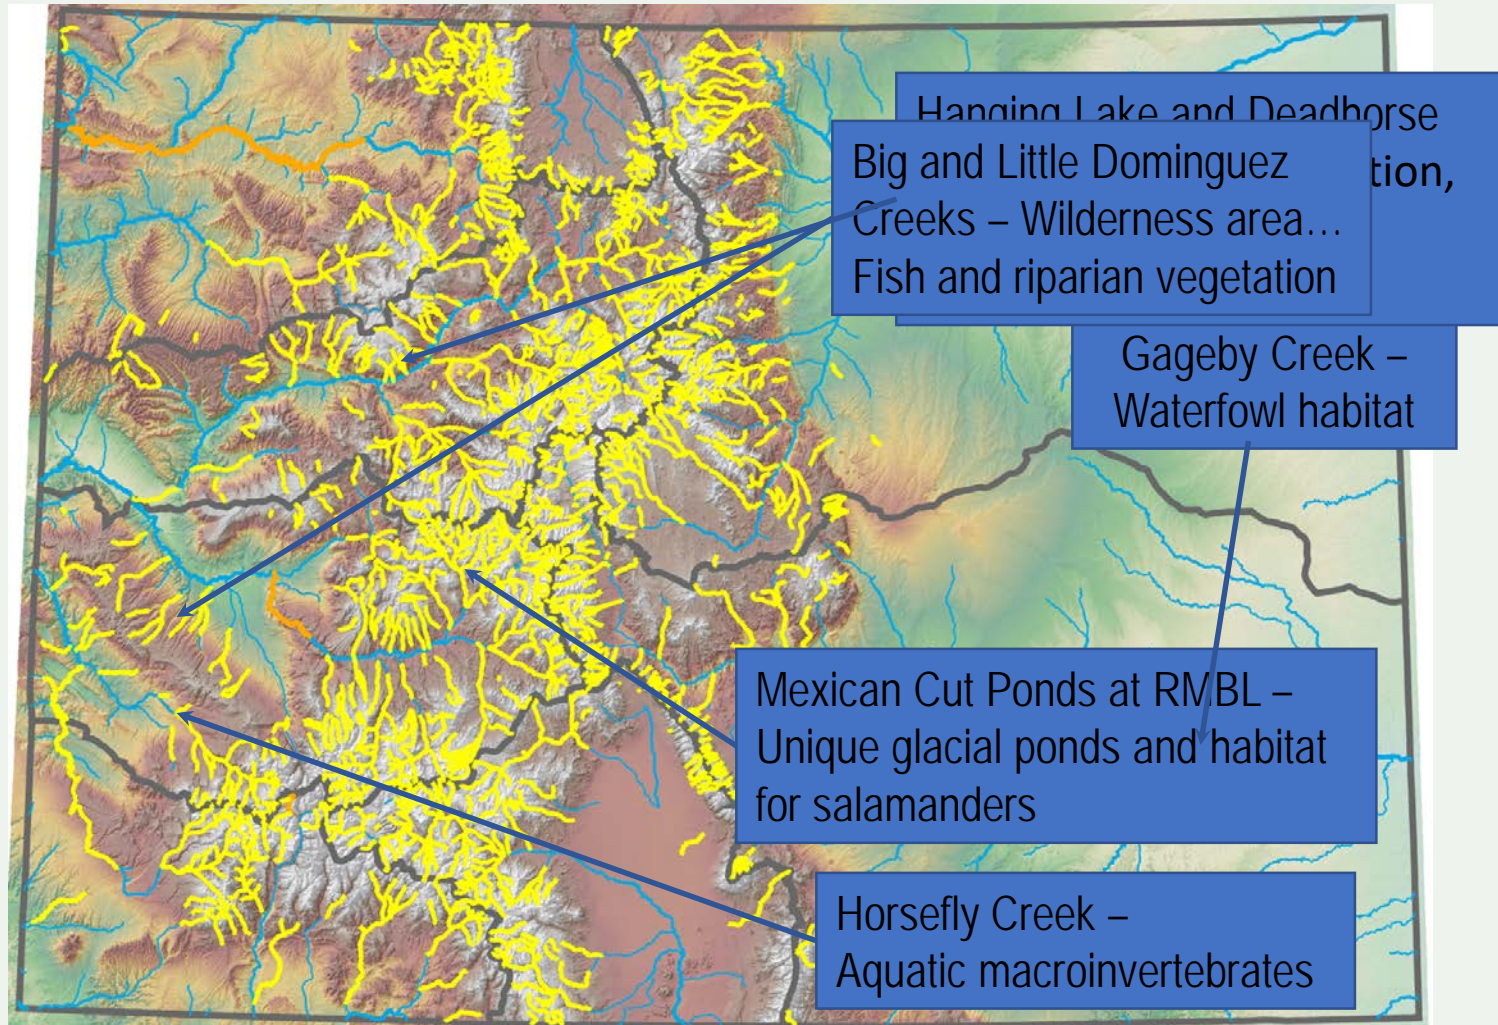 Hanging Lake and Deadhorse
tion,
Big and Little Dominguez
Creeks – Wilderness area…
Fish and riparian vegetation
Gageby Creek –
Waterfowl habitat
Mexican Cut Ponds at RMBL –
Unique glacial ponds and habitat
for salamanders
Horsefly Creek –
Aquatic macroinvertebrates